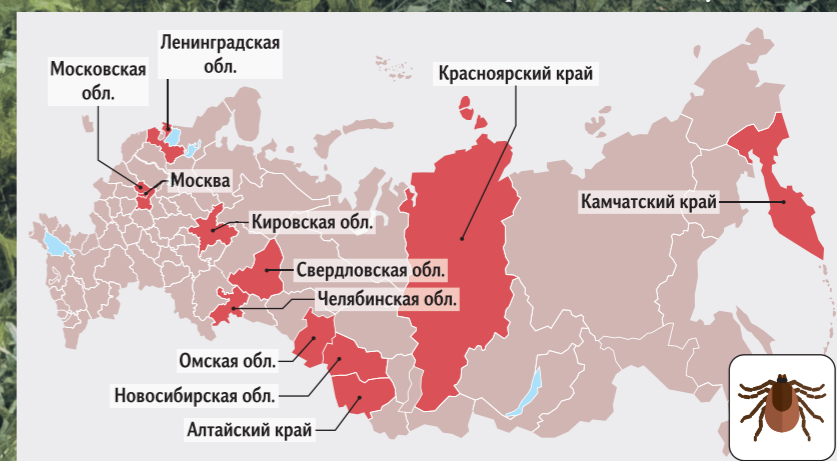 Ленинградская
обл.
Московская
обл.
Красноярский край
Москва
Камчатский край
Кировская обл.
Свердловская обл.
Челябинская обл.
Омская обл.
Новосибирская обл.
Алтайский край